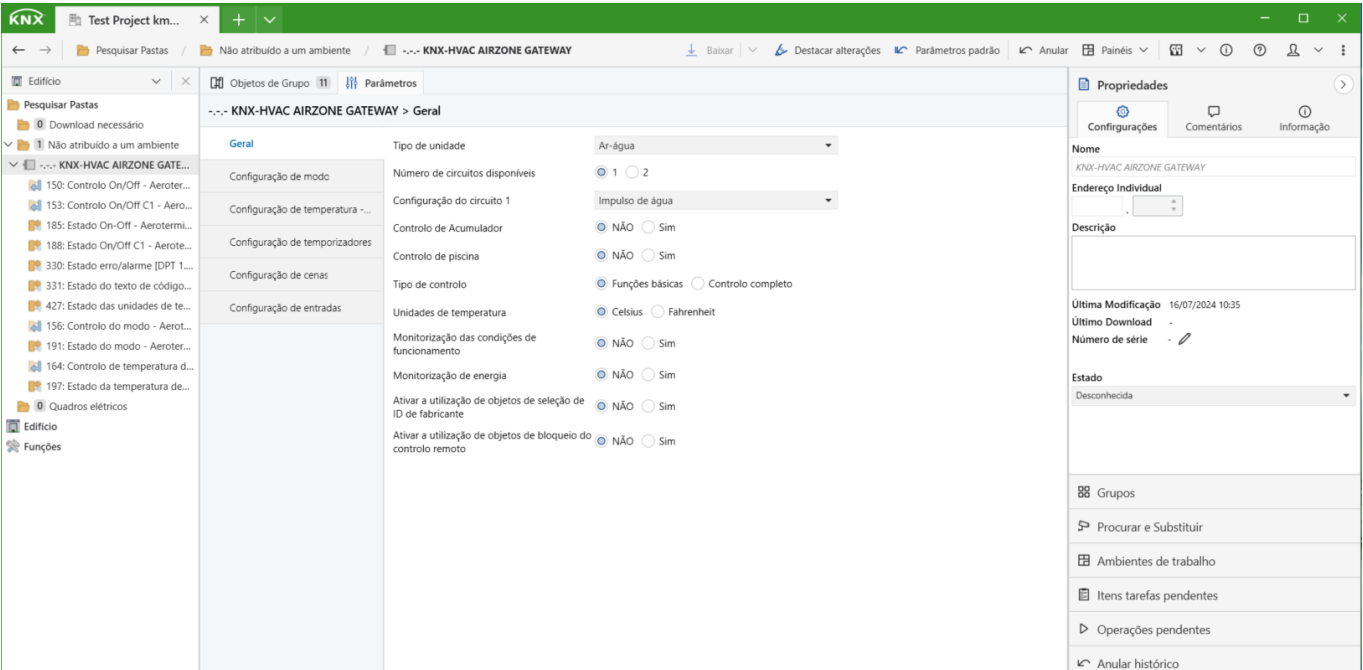 KNX
Test Project km...
Pesquisar Pastas / Não atribuído a um ambiente / -.-.- KNX-HVAC AIRZONE GATEWAY
Baixar
Destacar alterações
Parâmetros padrão
Anular
Painéis
Edifício
Pesquisar Pastas
0 Download necessário
1 Não atribuído a um ambiente
-.-.- KNX-HVAC AIRZONE GATE...
150: Controlo On/Off - Aeroter...
153: Controlo On/Off C1 - Aero...
185: Estado On-Off - Aerotermi...
188: Estado On/Off C1 - Aerote...
330: Estado erro/alarme [DPT 1....
331: Estado do texto de código...
427: Estado das unidades de te...
156: Controlo do modo - Aerot...
191: Estado do modo - Aeroter...
164: Controlo de temperatura d...
197: Estado da temperatura de...
0 Quadros elétricos
Edifício
Funções
Objetos de Grupo 11
Parâmetros
-.-.- KNX-HVAC AIRZONE GATEWAY > Geral
Geral
Configuração de modo
Configuração de temperatura -...
Configuração de temporizadores
Configuração de cenas
Configuração de entradas
Tipo de unidade
Ar-água
Número de circuitos disponíveis
1 2
Configuração do circuito 1
Impulso de água
Controlo de Acumulador
NÃO Sim
Controlo de piscina
NÃO Sim
Tipo de controlo
Funções básicas Controlo completo
Unidades de temperatura
Celsius Fahrenheit
Monitorização das condições de
funcionamento
NÃO Sim
Monitorização de energia
NÃO Sim
Ativar a utilização de objetos de seleção de
ID de fabricante
NÃO Sim
Ativar a utilização de objetos de bloqueio do
controlo remoto
NÃO Sim
Propriedades
Confirgurações
Comentários
Informação
Nome
KNX-HVAC AIRZONE GATEWAY
Endereço Individual
.
Descrição
Última Modificação 16/07/2024 10:35
Último Download -
Número de série -
Estado
Desconhecida
Grupos
Procurar e Substituir
Ambientes de trabalho
Itens tarefas pendentes
Operações pendentes
Anular histórico